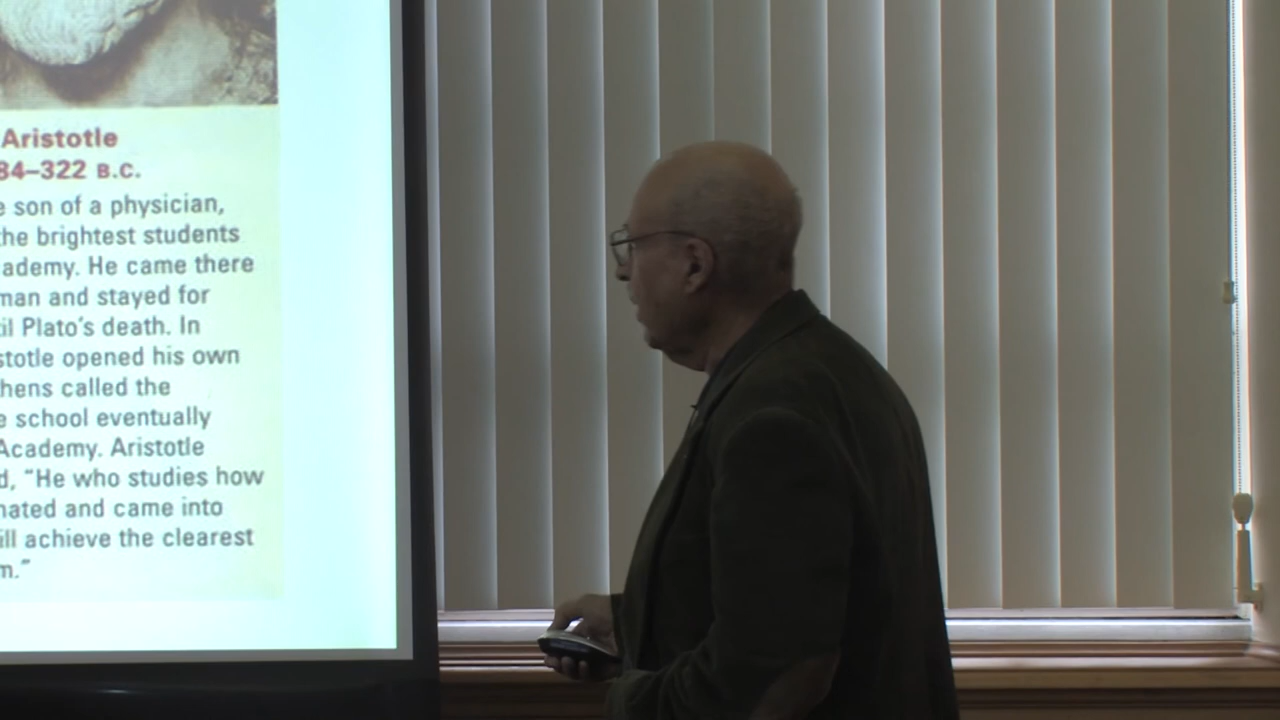 Aristotle
84–322 B.C.
e son of a physician,
the brightest students
ademy. He came there
man and stayed for
il Plato's death. In
stotle opened his own
hens called the
e school eventually
Academy. Aristotle
d, "He who studies how
nated and came into
ill achieve the clearest
m."